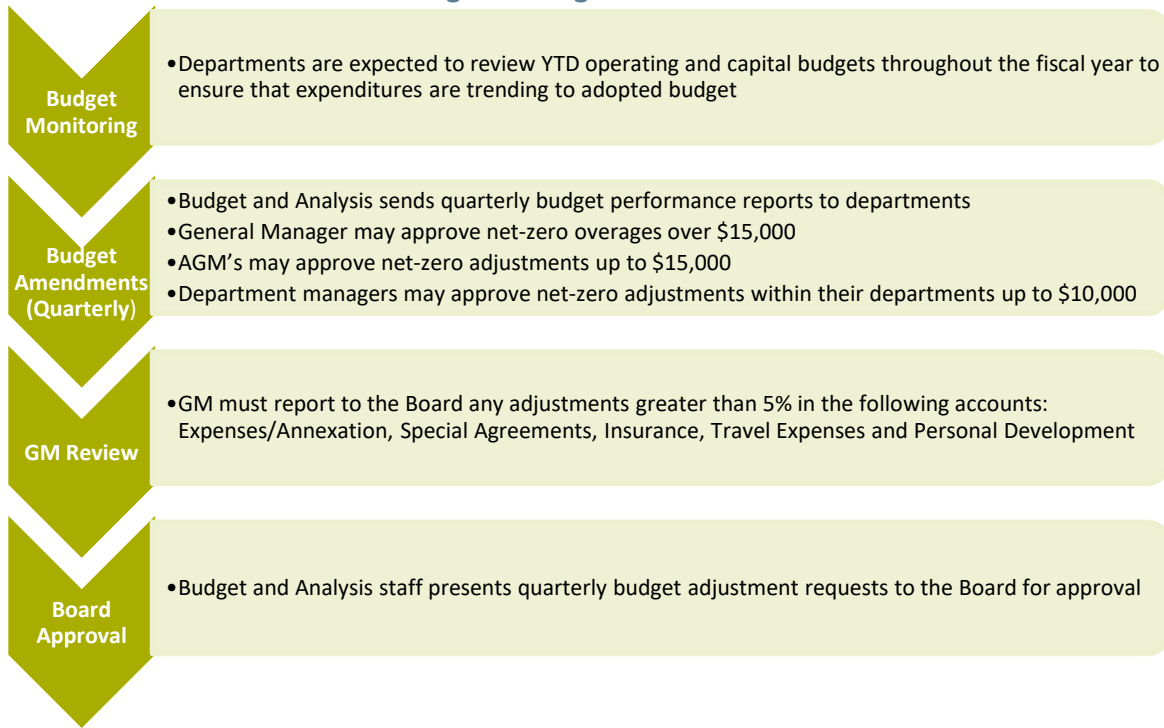 Budget
Monitoring
•Departments are expected to review YTD operating and capital budgets throughout the fiscal year to
ensure that expenditures are trending to adopted budget
Budget
Amendments
(Quarterly)
•Budget and Analysis sends quarterly budget performance reports to departments
•General Manager may approve net-zero overages over $15,000
•AGM's may approve net-zero adjustments up to $15,000
•Department managers may approve net-zero adjustments within their departments up to $10,000
GM Review
•GM must report to the Board any adjustments greater than 5% in the following accounts:
Expenses/Annexation, Special Agreements, Insurance, Travel Expenses and Personal Development
Board
Approval
•Budget and Analysis staff presents quarterly budget adjustment requests to the Board for approval